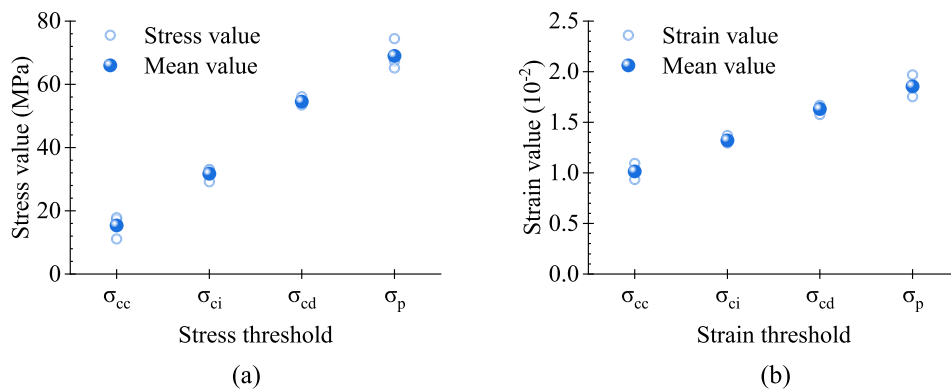 80
60
40
20
0
Stress value (MPa)
Stress value
Mean value
σcc
σci
σcd
σp
Stress threshold
(a)
2.5
2.0
1.5
1.0
0.5
0.0
Strain value (10-2)
Strain value
Mean value
σcc
σci
σcd
σp
Strain threshold
(b)